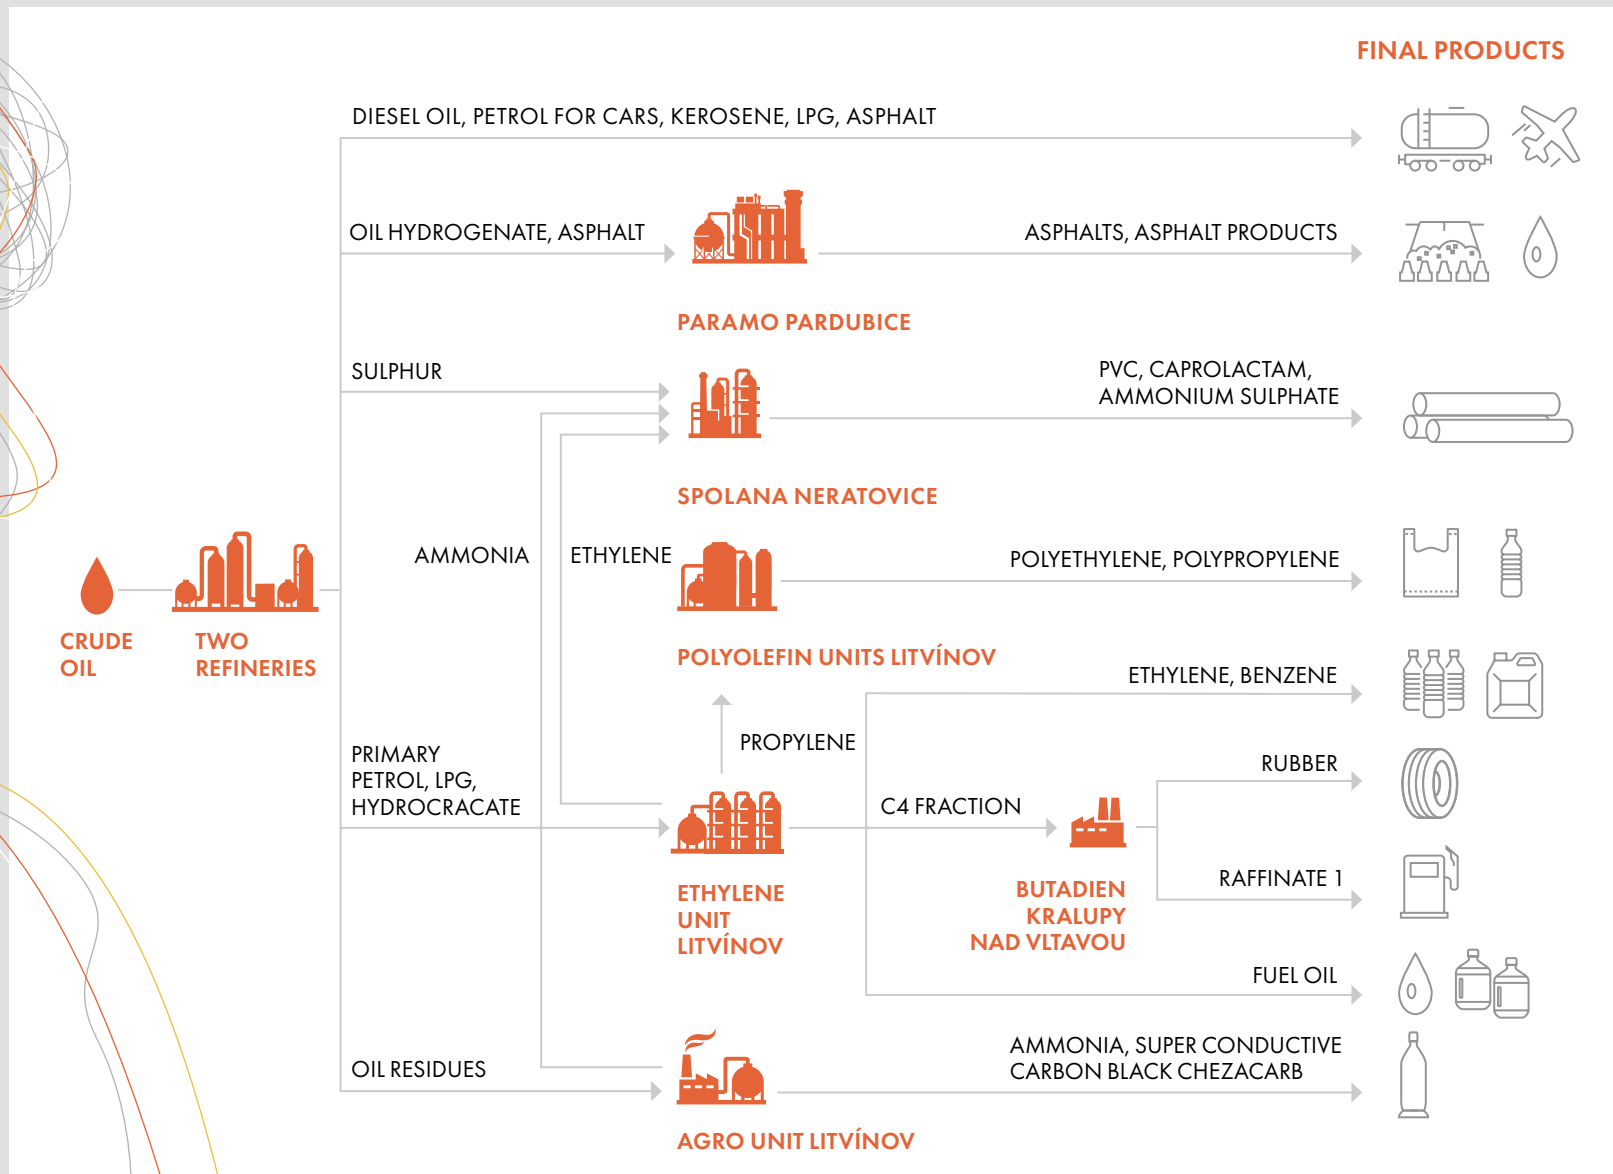 FINAL PRODUCTS
DIESEL OIL, PETROL FOR CARS, KEROSENE, LPG, ASPHALT
OIL HYDROGENATE, ASPHALT
ASPHALTS, ASPHALT PRODUCTS
PARAMO PARDUBICE
SULPHUR
PVC, CAPROLACTAM,
AMMONIUM SULPHATE
SPOLANA NERATOVICE
AMMONIA
ETHYLENE
POLYETHYLENE, POLYPROPYLENE
CRUDE
OIL
TWO
REFINERIES
POLYOLEFIN UNITS LITVÍNOV
ETHYLENE, BENZENE
PROPYLENE
PRIMARY
PETROL, LPG,
HYDROCRACATE
RUBBER
C4 FRACTION
ETHYLENE
UNIT
LITVÍNOV
BUTADIEN
KRALUPY
NAD VLTAVOU
RAFFINATE 1
FUEL OIL
OIL RESIDUES
AMMONIA, SUPER CONDUCTIVE
CARBON BLACK CHEZACARB
AGRO UNIT LITVÍNOV